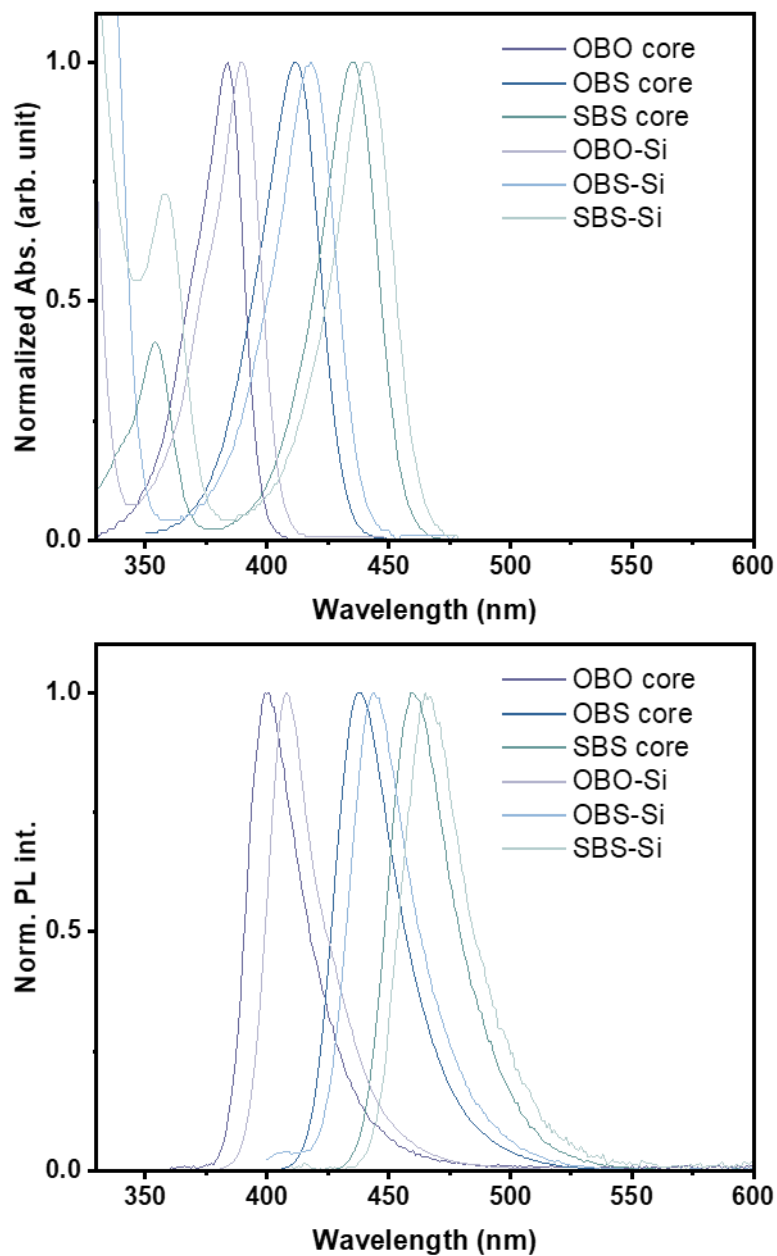 Normalized Abs. (arb. unit)
1.0
0.5
0.0
OBO core
OBS core
SBS core
OBO-Si
OBS-Si
SBS-Si
350 400 450 500 550 600
Wavelength (nm)
Norm. PL int.
1.0
0.5
0.0
OBO core
OBS core
SBS core
OBO-Si
OBS-Si
SBS-Si
350 400 450 500 550 600
Wavelength (nm)